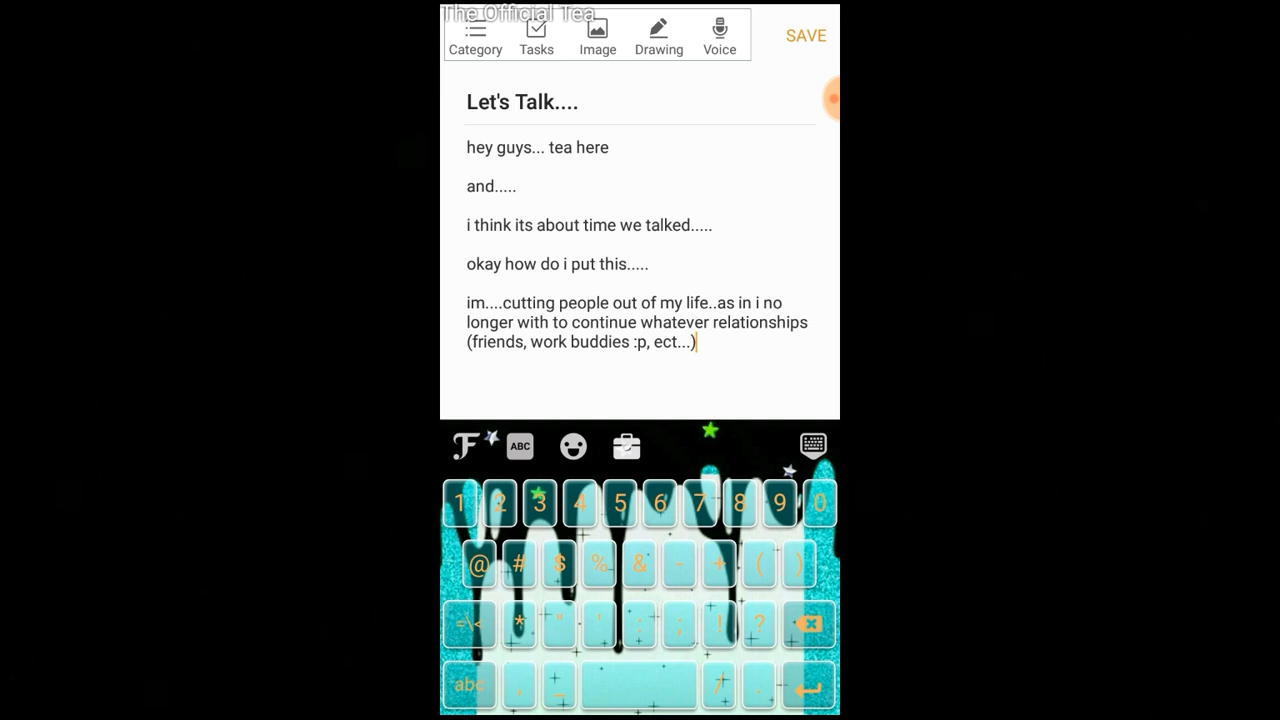 The Official Tea
Category Tasks Image Drawing Voice
SAVE
Let's Talk....
hey guys... tea here
and.....
i think its about time we talked.....
okay how do i put this.....
im....cutting people out of my life..as in i no
longer with to continue whatever relationships
(friends, work buddies :p, ect...)
F ABC
1 2 3 4 5 6 7 8 9 0
@ # $ % & - + ( )
=\< * " ' : ; ! ?
abc , _ / .